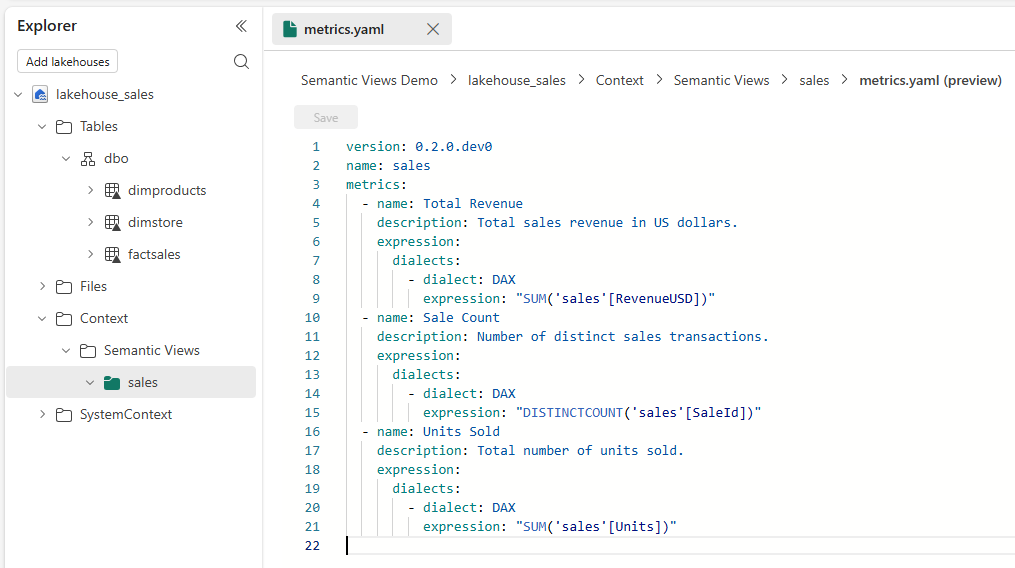 Explorer
Add lakehouses
lakehouse_sales
Tables
dbo
dimproducts
dimstore
factsales
Files
Context
Semantic Views
sales
SystemContext
metrics.yaml
Semantic Views Demo > lakehouse_sales > Context > Semantic Views > sales > metrics.yaml (preview)
Save
1 version: 0.2.0.dev0
2 name: sales
3 metrics:
4   - name: Total Revenue
5     description: Total sales revenue in US dollars.
6     expression:
7       dialects:
8         - dialect: DAX
9           expression: "SUM('sales'[RevenueUSD])"
10   - name: Sale Count
11     description: Number of distinct sales transactions.
12     expression:
13       dialects:
14         - dialect: DAX
15           expression: "DISTINCTCOUNT('sales'[SaleId])"
16   - name: Units Sold
17     description: Total number of units sold.
18     expression:
19       dialects:
20         - dialect: DAX
21           expression: "SUM('sales'[Units])"
22